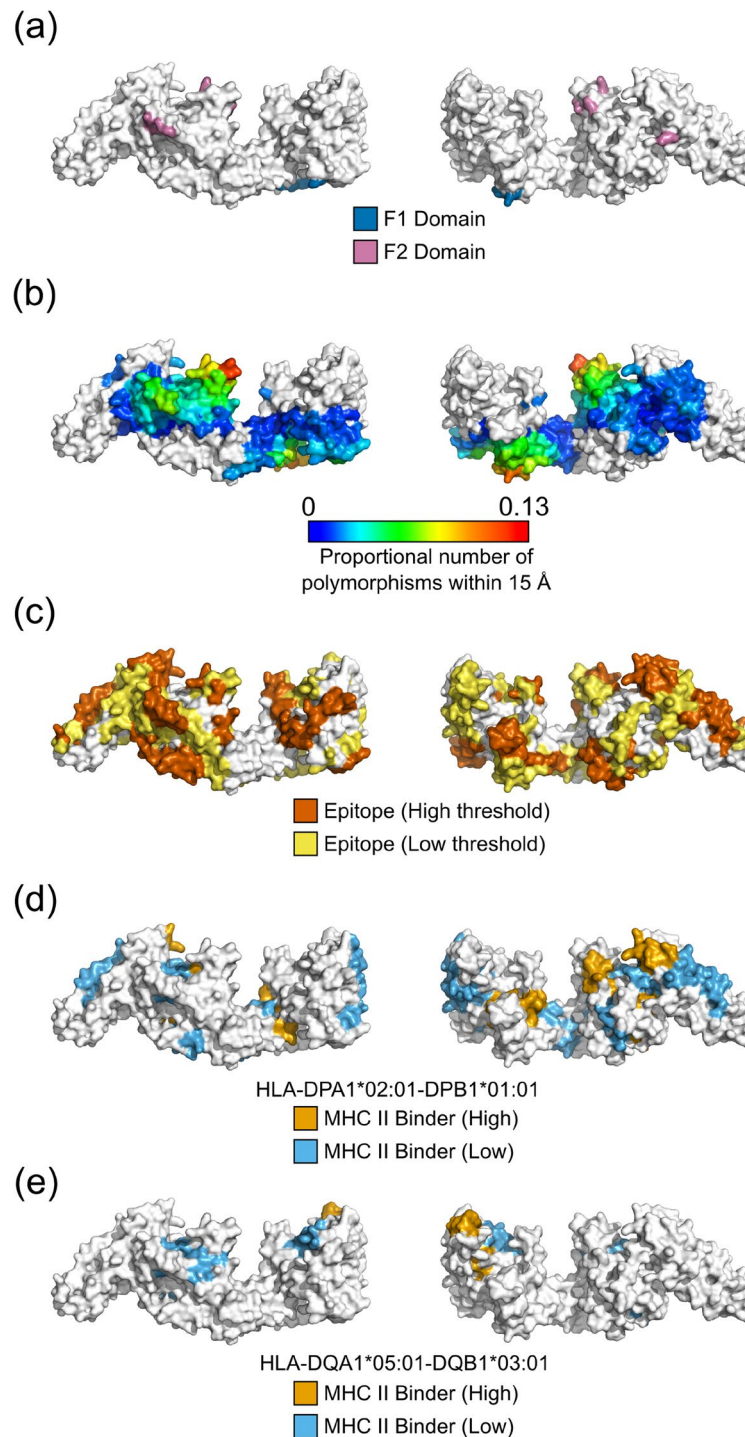 (a)
F1 Domain
F2 Domain
(b)
0 0.13
Proportional number of
polymorphisms within 15 Å
(c)
Epitope (High threshold)
Epitope (Low threshold)
(d)
HLA-DPA1*02:01-DPB1*01:01
MHC II Binder (High)
MHC II Binder (Low)
(e)
HLA-DQA1*05:01-DQB1*03:01
MHC II Binder (High)
MHC II Binder (Low)